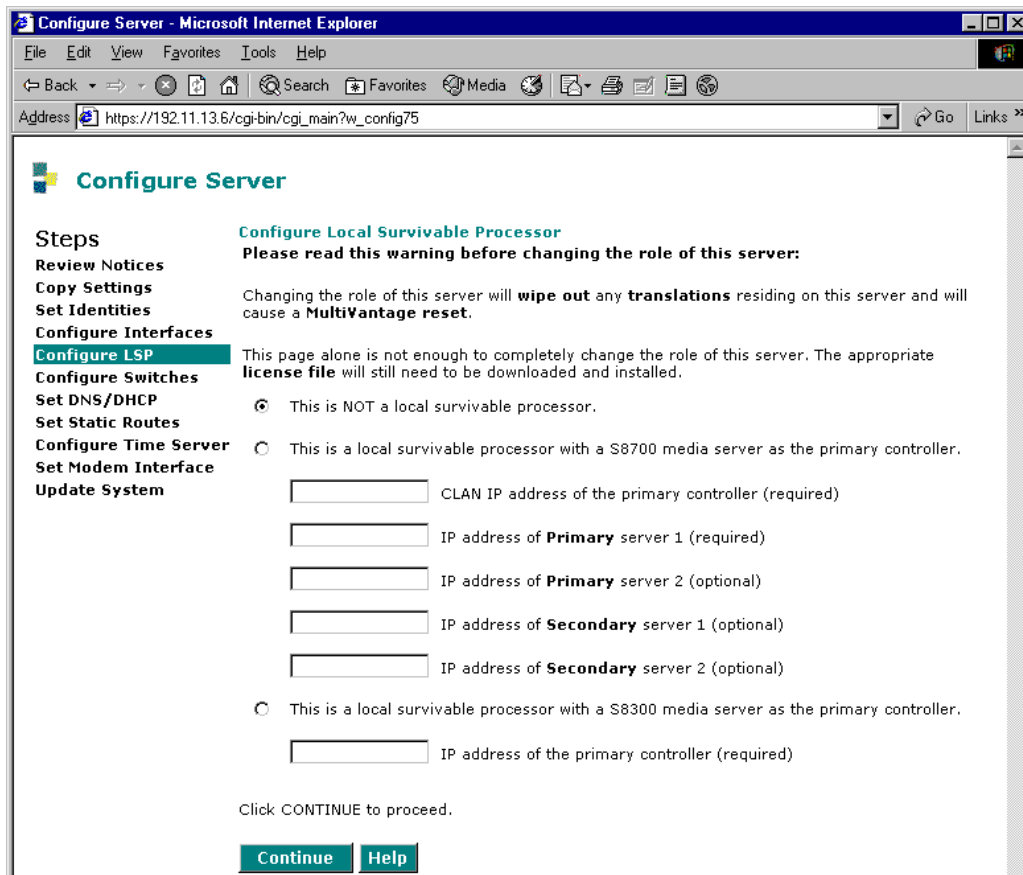 Configure Server - Microsoft Internet Explorer
File Edit View Favorites Tools Help
Back Search Favorites Media
Address https://192.11.13.6/cgi-bin/cgi_main?w_config75 Go Links »
Configure Server
Steps
Review Notices
Copy Settings
Set Identities
Configure Interfaces
Configure LSP
Configure Switches
Set DNS/DHCP
Set Static Routes
Configure Time Server
Set Modem Interface
Update System
Configure Local Survivable Processor
Please read this warning before changing the role of this server:
Changing the role of this server will wipe out any translations residing on this server and will
cause a MultiVantage reset.
This page alone is not enough to completely change the role of this server. The appropriate
license file will still need to be downloaded and installed.
This is NOT a local survivable processor.
This is a local survivable processor with a S8700 media server as the primary controller.
CLAN IP address of the primary controller (required)
IP address of Primary server 1 (required)
IP address of Primary server 2 (optional)
IP address of Secondary server 1 (optional)
IP address of Secondary server 2 (optional)
This is a local survivable processor with a S8300 media server as the primary controller.
IP address of the primary controller (required)
Click CONTINUE to proceed.
Continue Help